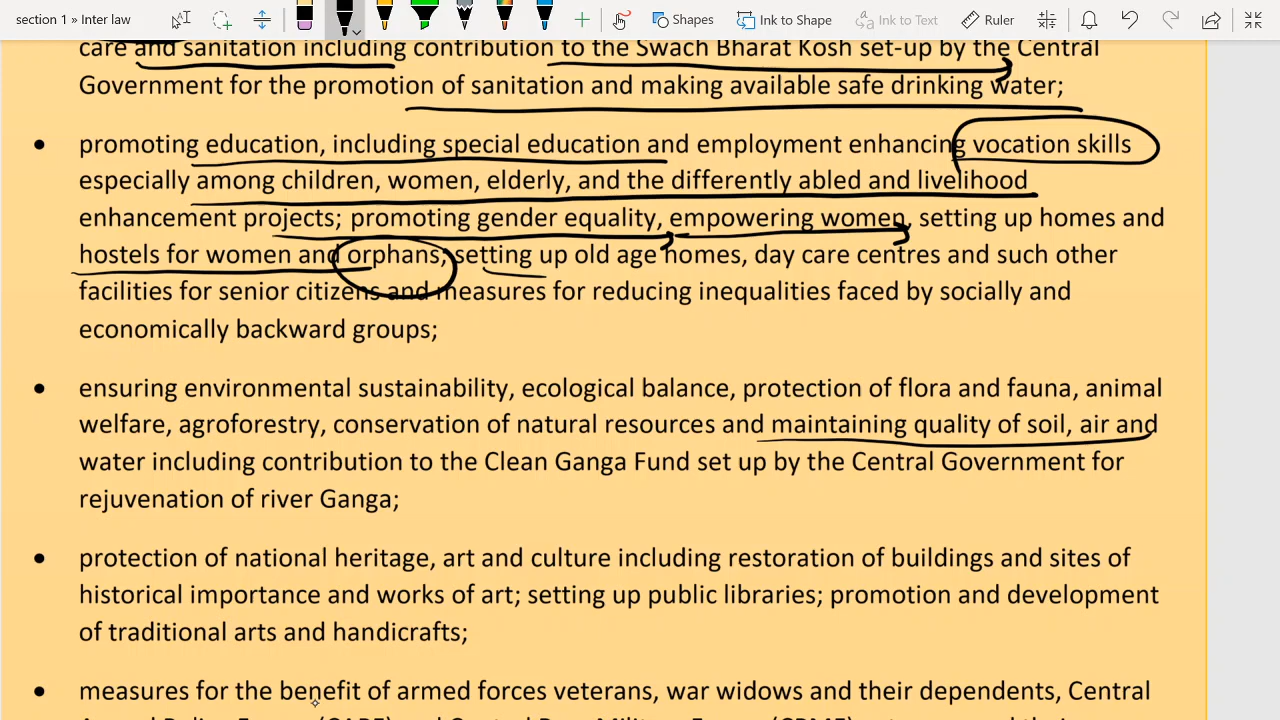 section 1 » Inter law
Shapes
Ink to Shape
Ink to Text
Ruler
care and sanitation including contribution to the Swach Bharat Kosh set-up by the Central
Government for the promotion of sanitation and making available safe drinking water;
• promoting education, including special education and employment enhancing vocation skills
especially among children, women, elderly, and the differently abled and livelihood
enhancement projects; promoting gender equality, empowering women, setting up homes and
hostels for women and orphans; setting up old age homes, day care centres and such other
facilities for senior citizens and measures for reducing inequalities faced by socially and
economically backward groups;
• ensuring environmental sustainability, ecological balance, protection of flora and fauna, animal
welfare, agroforestry, conservation of natural resources and maintaining quality of soil, air and
water including contribution to the Clean Ganga Fund set up by the Central Government for
rejuvenation of river Ganga;
• protection of national heritage, art and culture including restoration of buildings and sites of
historical importance and works of art; setting up public libraries; promotion and development
of traditional arts and handicrafts;
• measures for the benefit of armed forces veterans, war widows and their dependents, Central